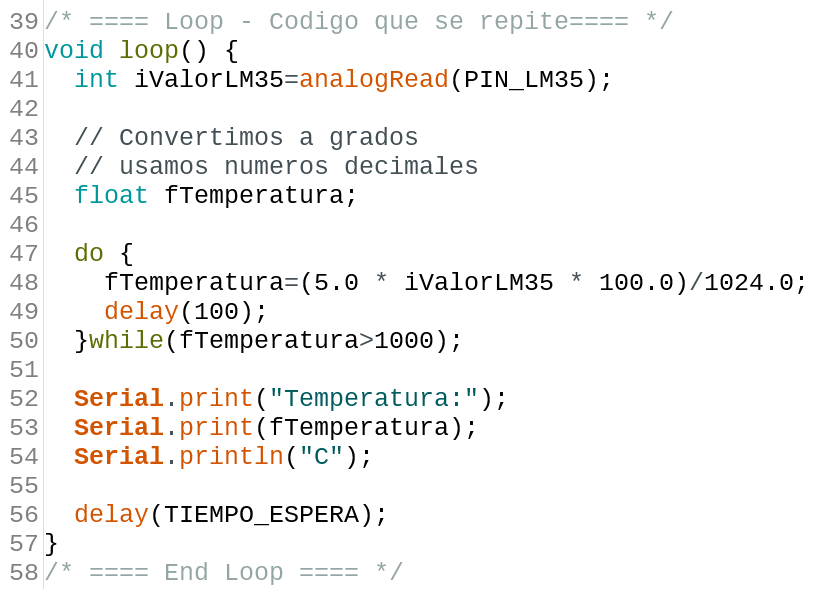 39 /* ==== Loop - Codigo que se repite==== */
40 void loop() {
41   int iValorLM35=analogRead(PIN_LM35);
42
43   // Convertimos a grados
44   // usamos numeros decimales
45   float fTemperatura;
46
47   do {
48     fTemperatura=(5.0 * iValorLM35 * 100.0)/1024.0;
49     delay(100);
50   }while(fTemperatura>1000);
51
52   Serial.print("Temperatura:");
53   Serial.print(fTemperatura);
54   Serial.println("C");
55
56   delay(TIEMPO_ESPERA);
57 }
58 /* ==== End Loop ==== */